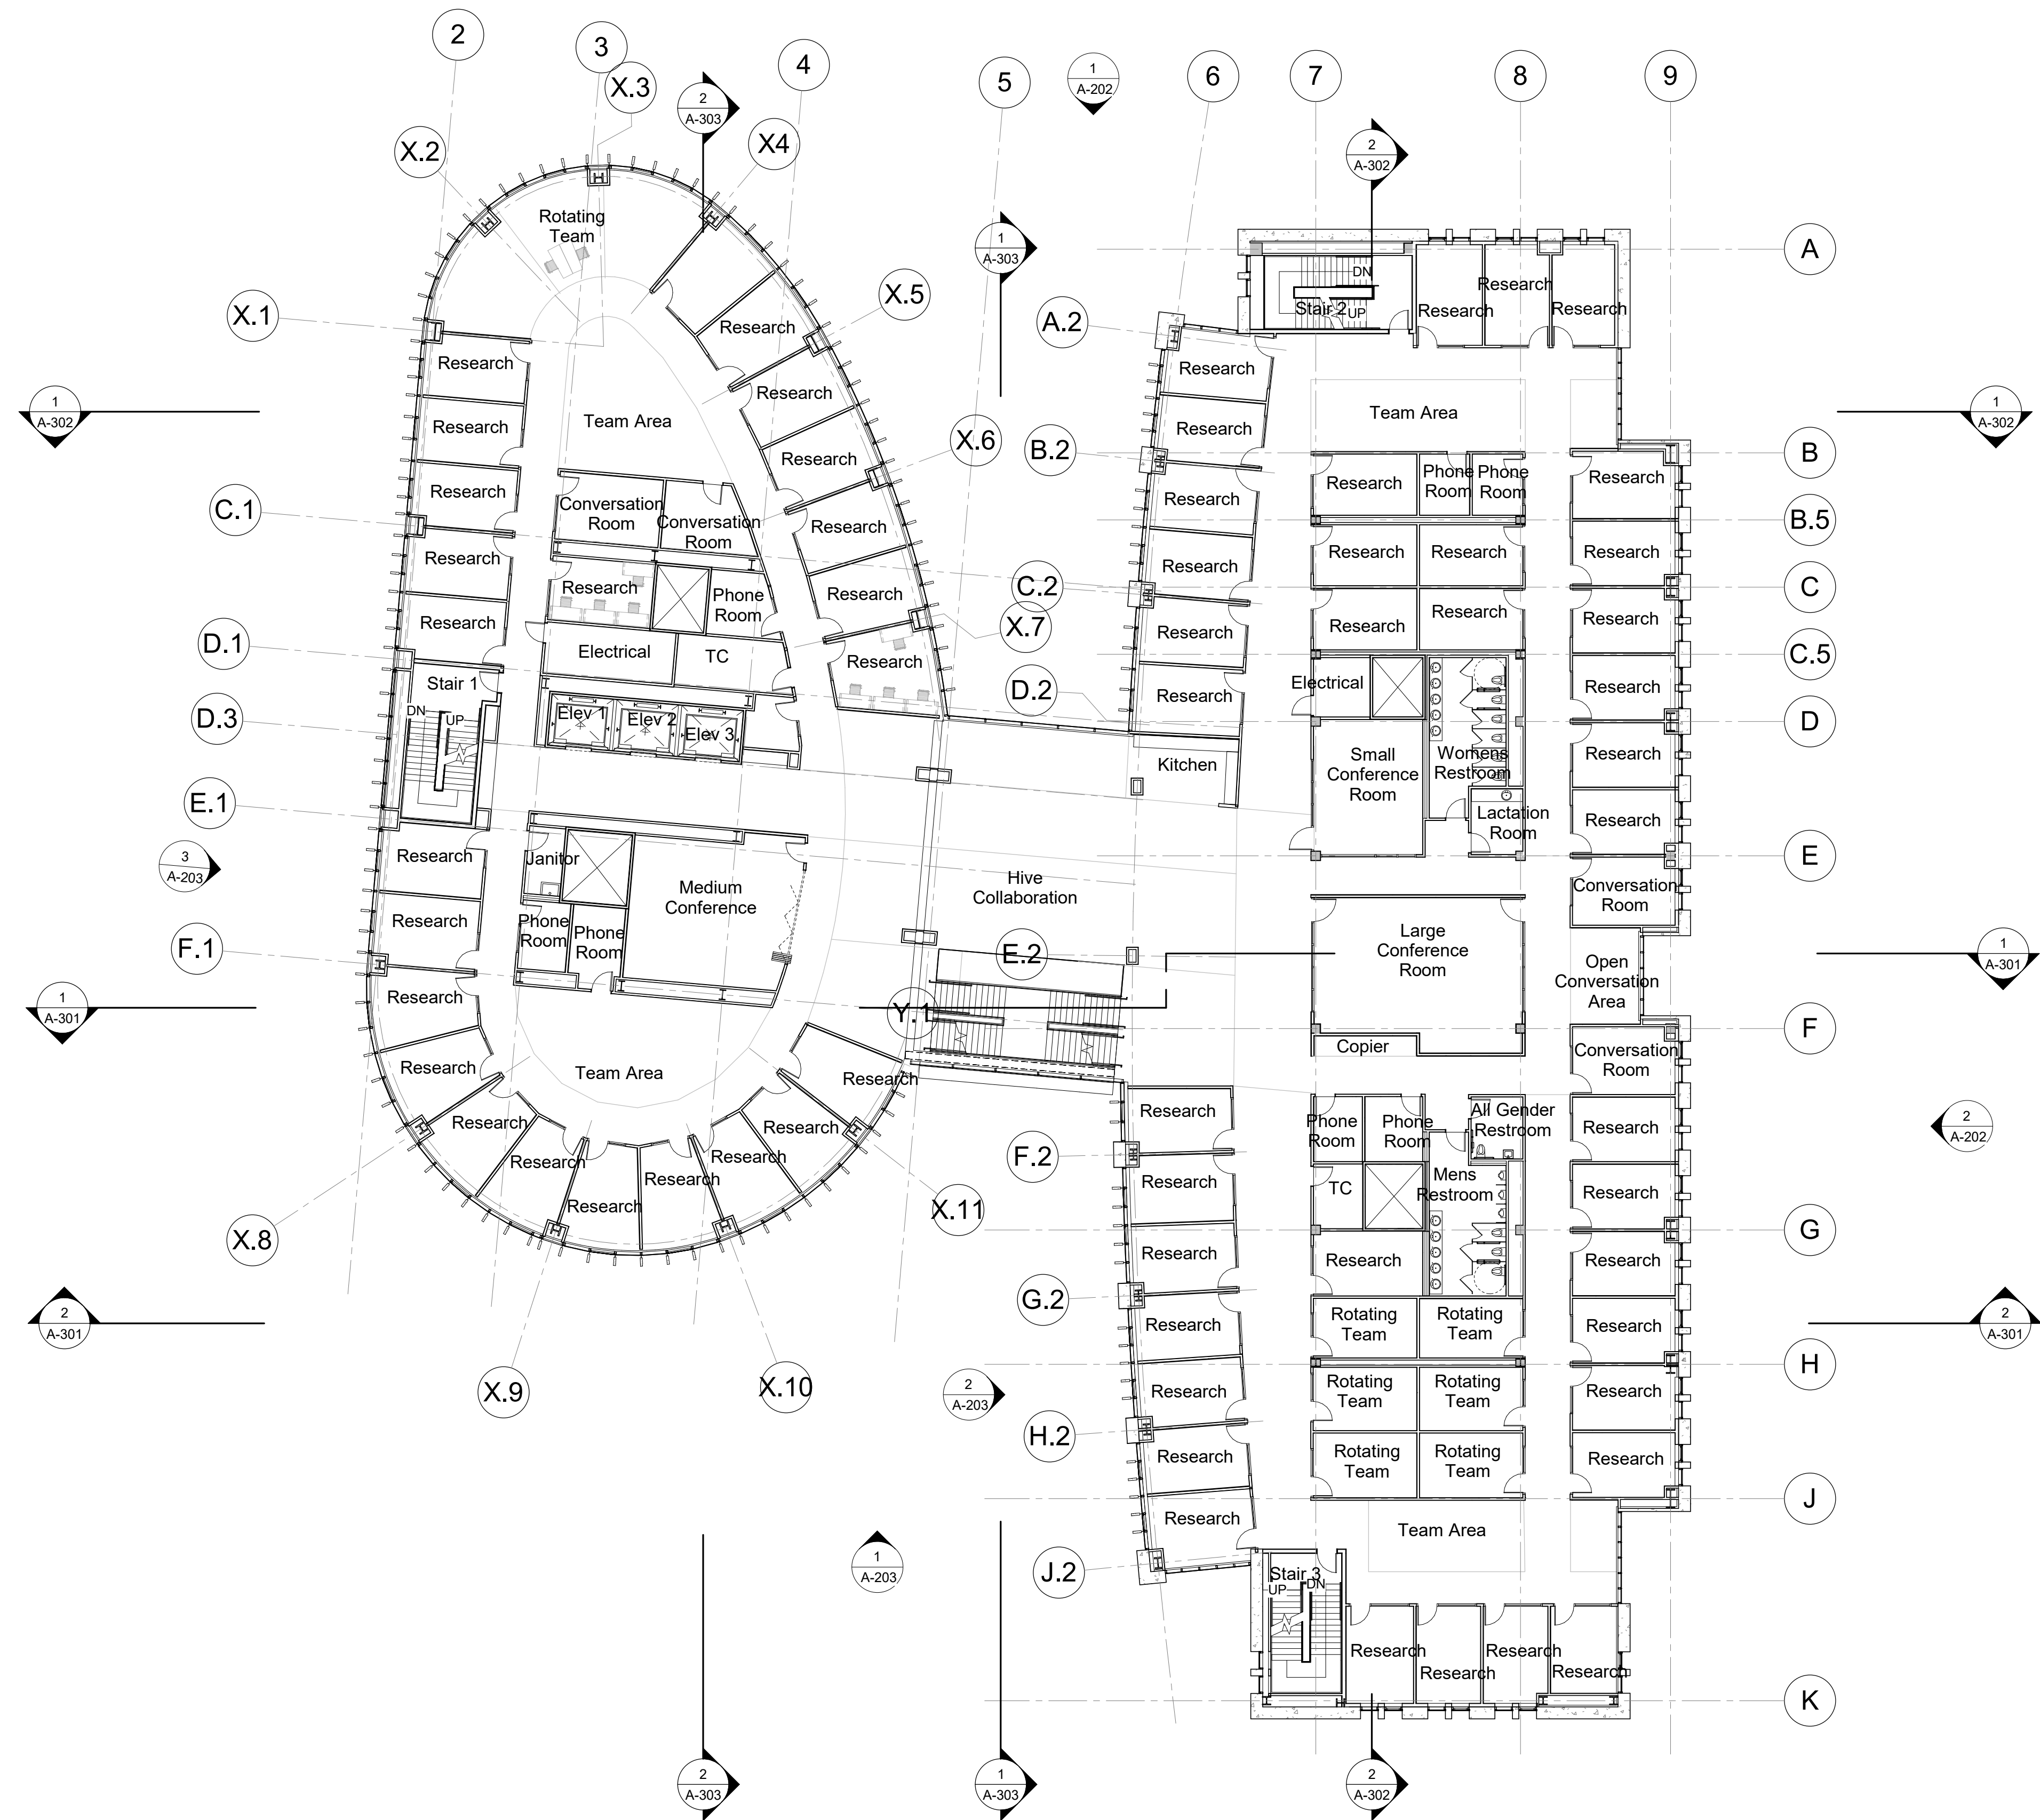 2
3
X.3
4
5
6
7
8
9
1
A-202
2
A-303
X.2
X4
2
A-302
Rotating
Team
1
A-303
A
DN
UP
Stair 2
Research
Research
Research
X.1
X.5
A.2
Research
Research
Research
Research
Research
Team Area
Team Area
1
A-302
1
A-302
Research
Research
Research
X.6
B.2
B
Research
Research
Phone
Room
Phone
Room
Research
C.1
Conversation
Room
Conversation
Room
Research
B.5
Research
Research
Research
Research
Research
Research
Phone
Room
Research
Research
C.2
C
Research
X.7
Research
Research
Research
Research
D.1
Electrical
TC
Research
C.5
Stair 1
DN
UP
D.2
Research
Electrical
Research
D.3
Elev 1
Elev 2
Elev 3
D
Kitchen
Small
Conference
Room
Womens
Restroom
Research
E.1
Lactation
Room
Research
3
A-203
Research
Janitor
E
Medium
Conference
Hive
Collaboration
Conversation
Room
Research
Phone
Room
Phone
Room
F.1
E.2
Large
Conference
Room
Open
Conversation
Area
1
A-301
1
A-301
Research
Y.1
F
Copier
Conversation
Room
Research
Team Area
Research
Research
Research
Research
Phone
Room
Phone
Room
All Gender
Restroom
Research
2
A-202
Research
Research
Research
F.2
Research
TC
Mens
Restroom
Research
Research
X.8
X.11
G
Research
Research
Research
2
A-301
G.2
Research
Rotating
Team
Rotating
Team
Research
2
A-301
H
X.9
X.10
2
A-203
Research
Rotating
Team
Rotating
Team
Research
H.2
Research
Rotating
Team
Rotating
Team
Research
J
Research
Team Area
1
A-203
J.2
Stair 3
UP
DN
Research
Research
Research
Research
K
2
A-303
1
A-303
2
A-302